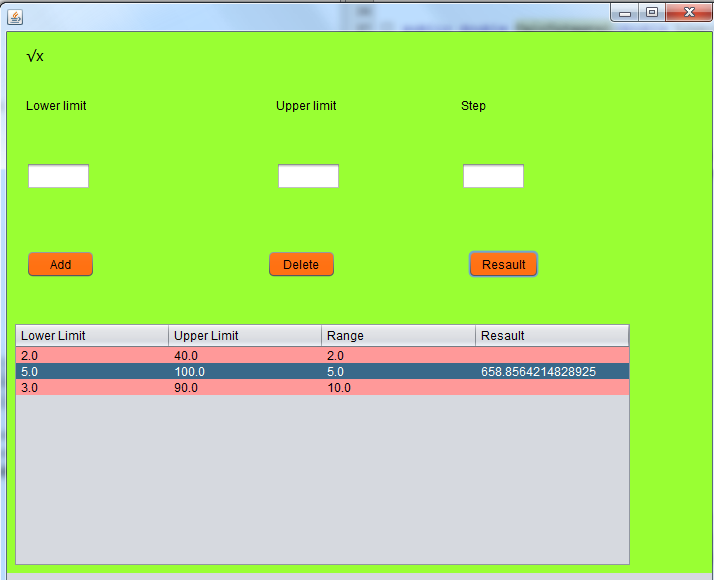 √x
Lower limit Upper limit Step
Add Delete Resault
Lower Limit Upper Limit Range Resault
2.0 40.0 2.0
5.0 100.0 5.0 658.8564214828925
3.0 90.0 10.0